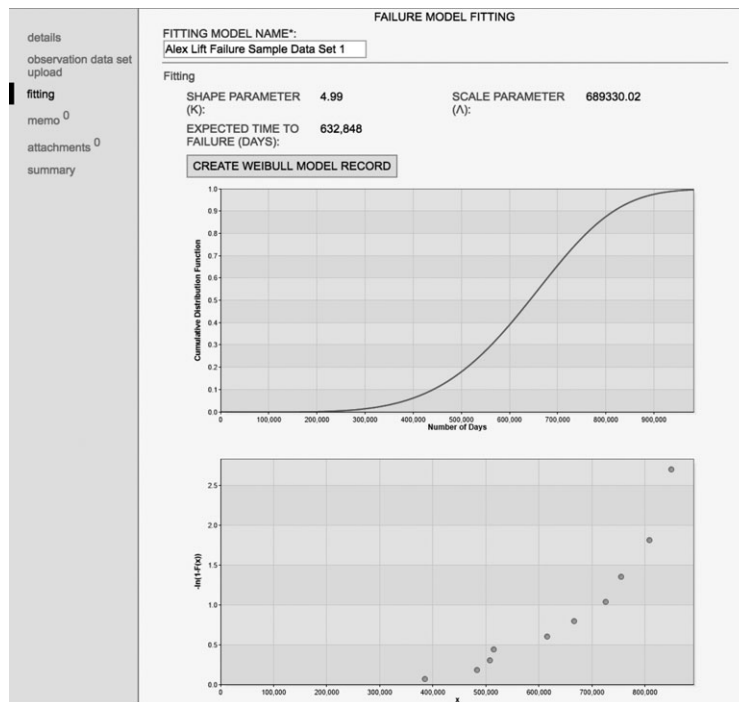 FAILURE MODEL FITTING
details
observation data set
upload
fitting
memo 0
attachments 0
summary
FITTING MODEL NAME*:
Alex Lift Failure Sample Data Set 1
Fitting
SHAPE PARAMETER
(K):
4.99
SCALE PARAMETER
(Λ):
689330.02
EXPECTED TIME TO
FAILURE (DAYS):
632,848
CREATE WEIBULL MODEL RECORD
Cumulative Distribution Function
1.0
0.9
0.8
0.7
0.6
0.5
0.4
0.3
0.2
0.1
0.0
0 100,000 200,000 300,000 400,000 500,000 600,000 700,000 800,000 900,000
Number of Days
-ln(1-F(x))
2.5
2.0
1.5
1.0
0.5
0.0
0 100,000 200,000 300,000 400,000 500,000 600,000 700,000 800,000
x